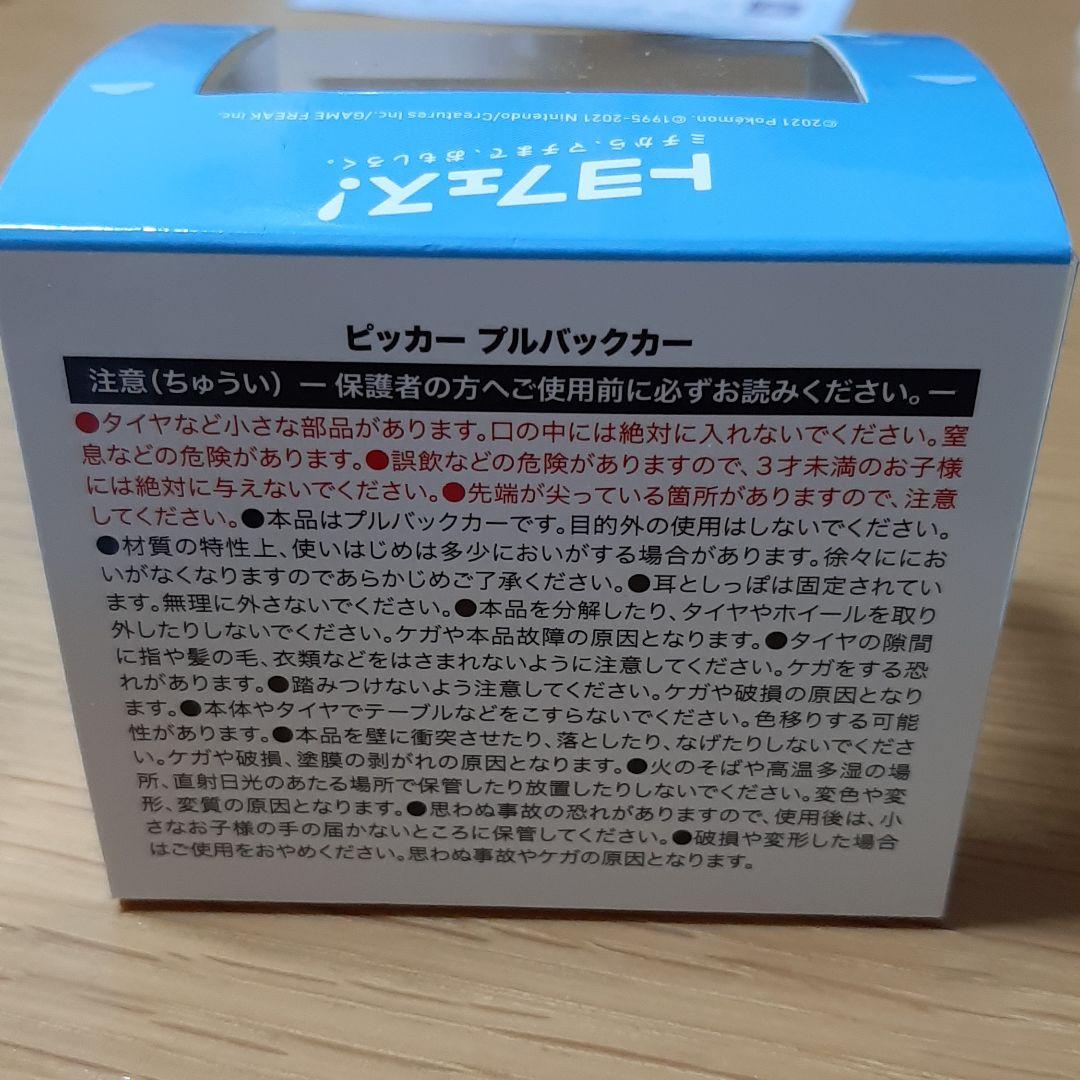 ©2021 Pokémon. ©1995-2021 Nintendo/Creatures Inc./GAME FREAK inc.
ミチから、マチまで、おもしろく。
トヨフェス!
ピッカー プルバックカー
注意(ちゅうい) ー 保護者の方へご使用前に必ずお読みください。ー
●タイヤなど小さな部品があります。口の中には絶対に入れないでください。窒
息などの危険があります。●誤飲などの危険がありますので、3才未満のお子様
には絶対に与えないでください。●先端が尖っている箇所がありますので、注意
してください。●本品はプルバックカーです。目的外の使用はしないでください。
●材質の特性上、使いはじめは多少においがする場合があります。徐々ににお
いがなくなりますのであらかじめご了承ください。●耳としっぽは固定されてい
ます。無理に外さないでください。●本品を分解したり、タイヤやホイールを取り
外したりしないでください。ケガや本品故障の原因となります。●タイヤの隙間
に指や髪の毛、衣類などをはさまれないように注意してください。ケガをする恐
れがあります。●踏みつけないよう注意してください。ケガや破損の原因となり
ます。●本体やタイヤでテーブルなどをこすらないでください。色移りする可能
性があります。●本品を壁に衝突させたり、落としたり、なげたりしないでくださ
い。ケガや破損、塗膜の剥がれの原因となります。●火のそばや高温多湿の場
所、直射日光のあたる場所で保管したり放置したりしないでください。変色や変
形、変質の原因となります。●思わぬ事故の恐れがありますので、使用後は、小
さなお子様の手の届かないところに保管してください。●破損や変形した場合
はご使用をおやめください。思わぬ事故やケガの原因となります。